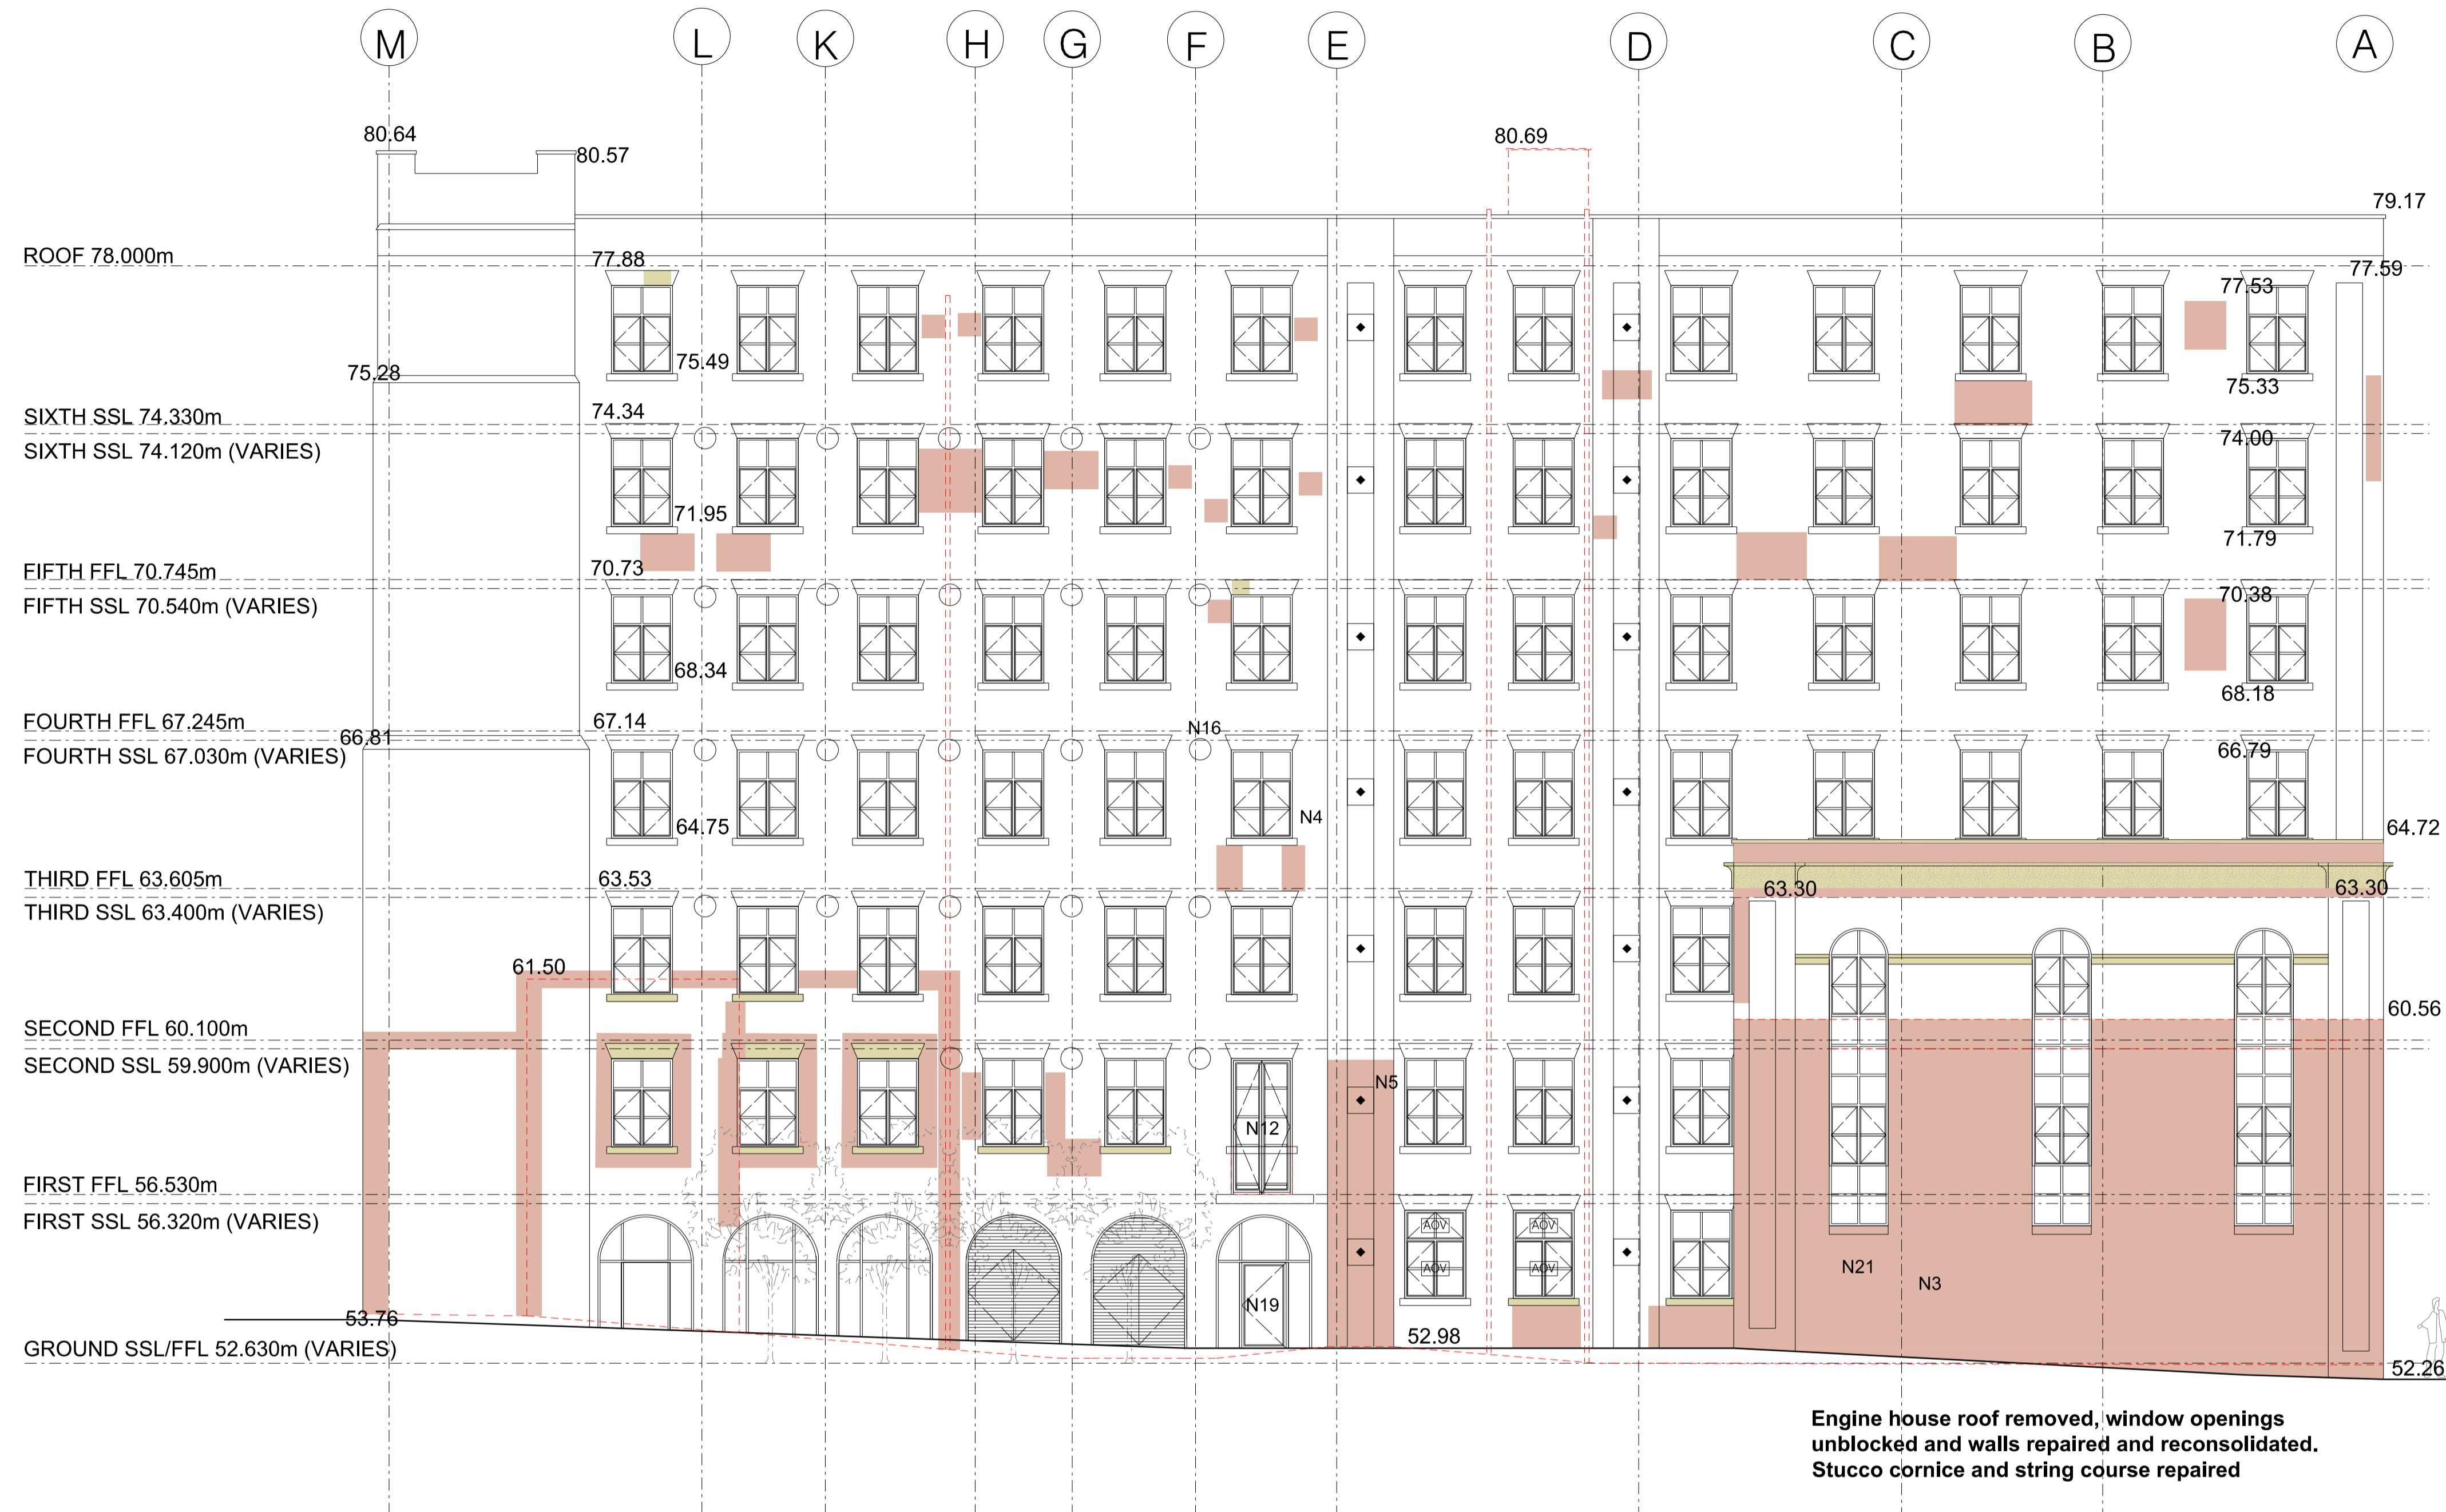 M L K H G F E D C B A
80.64
80.57
80.69
79.17
ROOF 78.000m
77.88
77.59
77.53
75.49
75.28
75.33
SIXTH SSL 74.330m
74.34
SIXTH SSL 74.120m (VARIES)
74.00
71.95
71.79
FIFTH FFL 70.745m
70.73
FIFTH SSL 70.540m (VARIES)
70.38
68.34
68.18
FOURTH FFL 67.245m
67.14
N16
66.81
FOURTH SSL 67.030m (VARIES)
66.79
64.75
N4
64.72
THIRD FFL 63.605m
63.53
63.30
63.30
THIRD SSL 63.400m (VARIES)
61.50
60.56
SECOND FFL 60.100m
SECOND SSL 59.900m (VARIES)
N5
N12
FIRST FFL 56.530m
FIRST SSL 56.320m (VARIES)
AOV
AOV
AOV
AOV
N21
N3
N19
53.76
52.98
GROUND SSL/FFL 52.630m (VARIES)
52.26
Engine house roof removed, window openings
unblocked and walls repaired and reconsolidated.
Stucco cornice and string course repaired